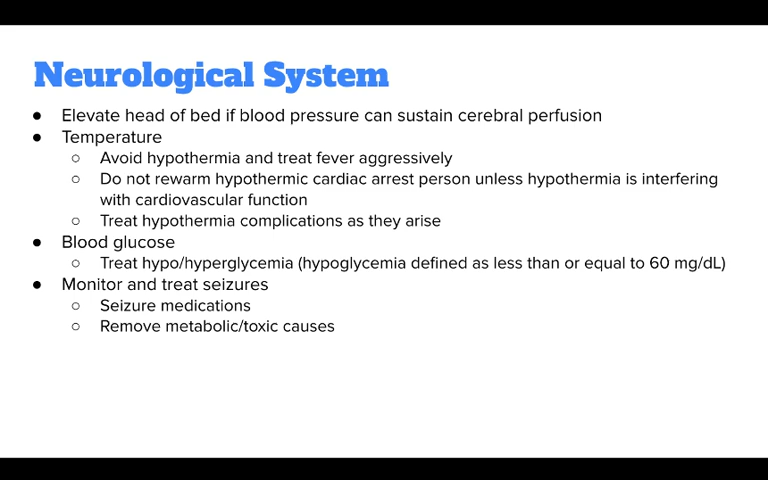 Neurological System
● Elevate head of bed if blood pressure can sustain cerebral perfusion
● Temperature
○ Avoid hypothermia and treat fever aggressively
○ Do not rewarm hypothermic cardiac arrest person unless hypothermia is interfering
with cardiovascular function
○ Treat hypothermia complications as they arise
● Blood glucose
○ Treat hypo/hyperglycemia (hypoglycemia defined as less than or equal to 60 mg/dL)
● Monitor and treat seizures
○ Seizure medications
○ Remove metabolic/toxic causes